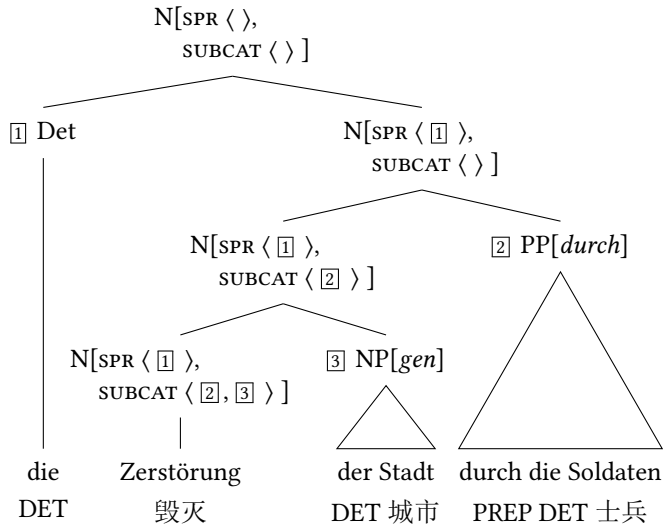 N[SPR ⟨ ⟩,
SUBCAT ⟨ ⟩ ]
1 Det
N[SPR ⟨ 1 ⟩,
SUBCAT ⟨ ⟩ ]
N[SPR ⟨ 1 ⟩,
SUBCAT ⟨ 2 ⟩ ]
2 PP[durch]
N[SPR ⟨ 1 ⟩,
SUBCAT ⟨ 2, 3 ⟩ ]
3 NP[gen]
die Zerstörung der Stadt durch die Soldaten
DET 毁灭 DET 城市 PREP DET 士兵